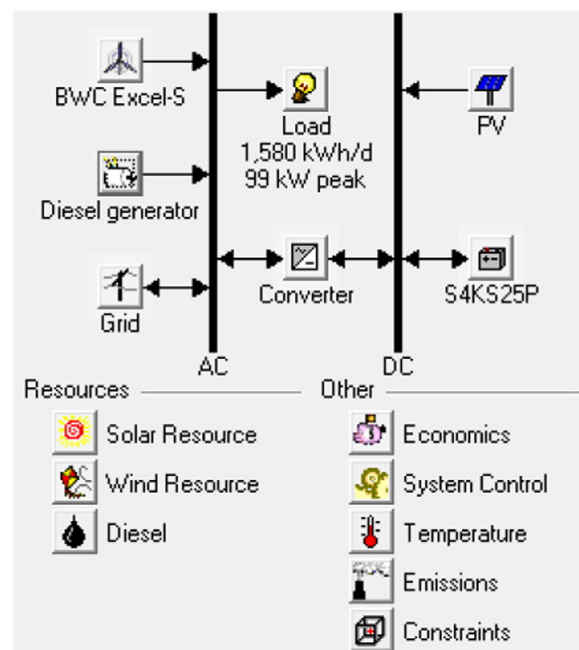 BWC Excel-S
Load
1,580 kWh/d
99 kW peak
PV
Diesel generator
Grid
Converter
S4KS25P
AC
DC
Resources
Other
Solar Resource
Economics
Wind Resource
System Control
Diesel
Temperature
Emissions
Constraints